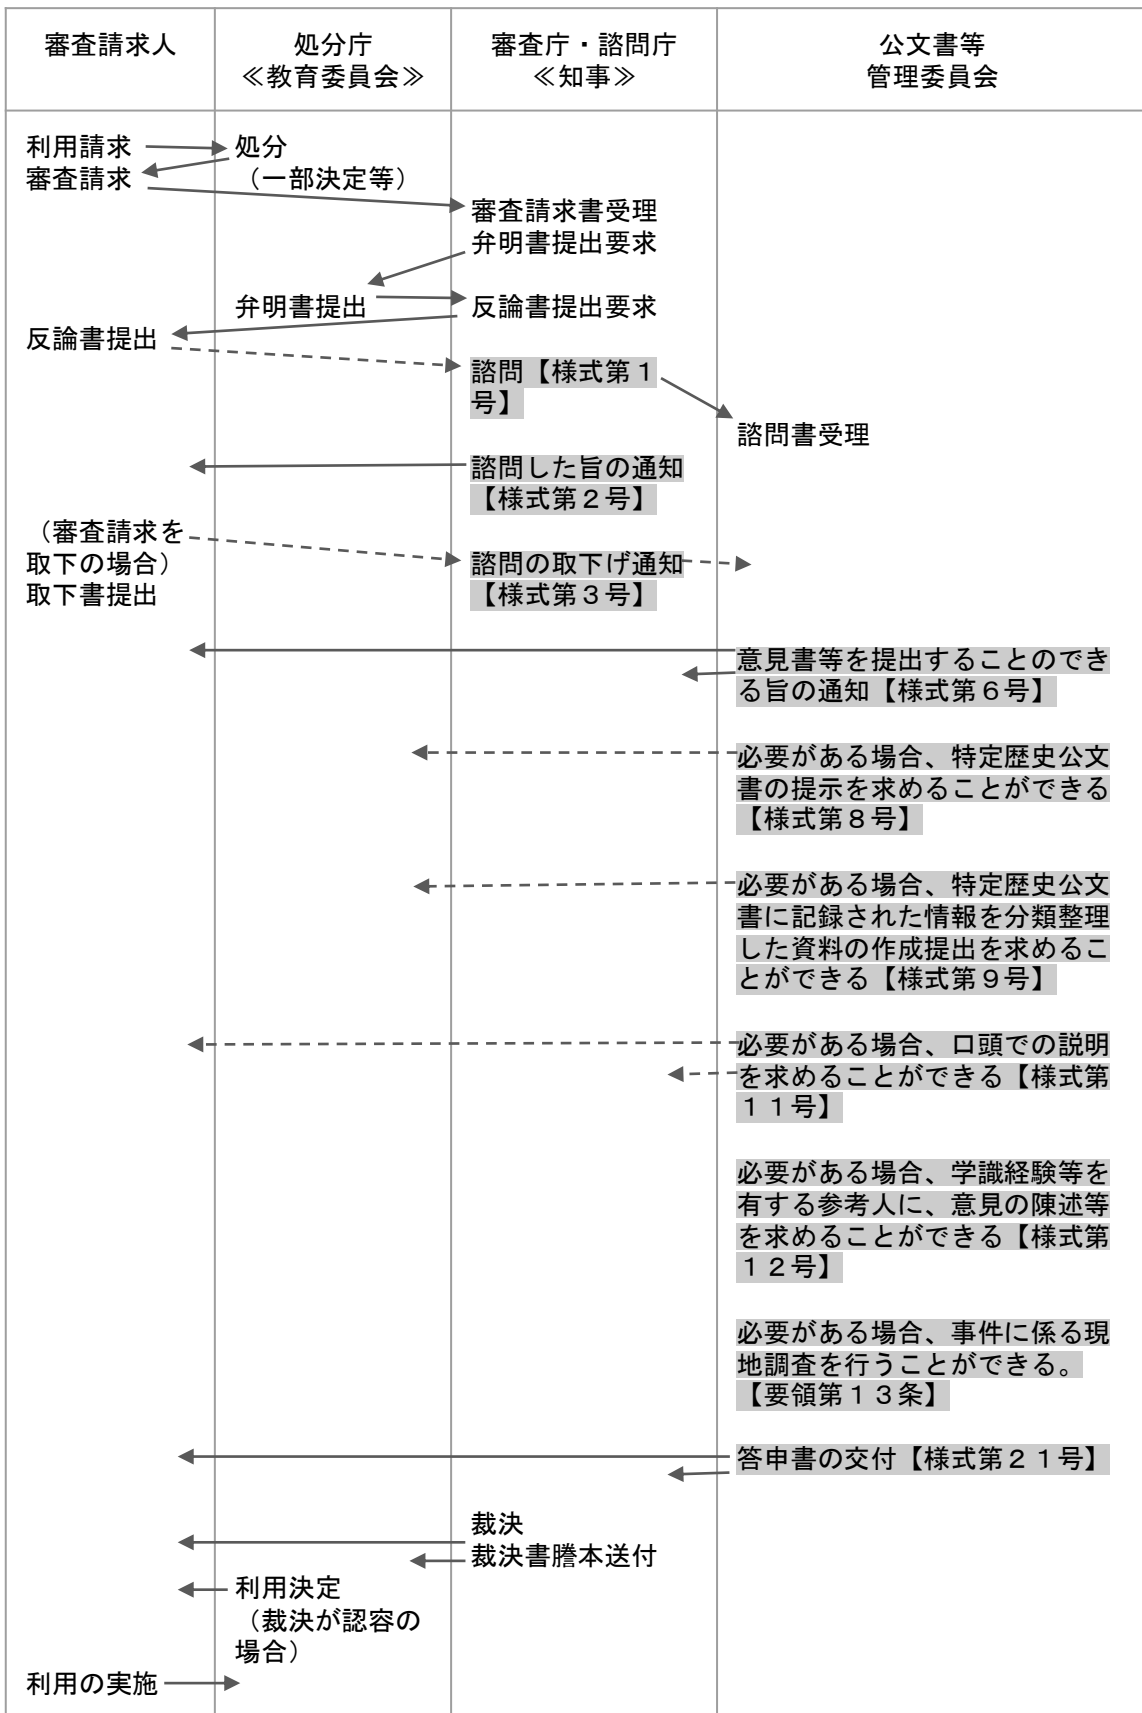 審査請求人
処分庁
≪教育委員会≫
審査庁・諮問庁
≪知事≫
公文書等
管理委員会
利用請求
処分
審査請求
（一部決定等）
審査請求書受理
弁明書提出要求
弁明書提出
反論書提出要求
反論書提出
諮問【様式第１
号】
諮問書受理
諮問した旨の通知
【様式第２号】
（審査請求を
取下の場合）
取下書提出
諮問の取下げ通知
【様式第３号】
意見書等を提出することのでき
る旨の通知【様式第６号】
必要がある場合、特定歴史公文
書の提示を求めることができる
【様式第８号】
必要がある場合、特定歴史公文
書に記録された情報を分類整理
した資料の作成提出を求めるこ
とができる【様式第９号】
必要がある場合、口頭での説明
を求めることができる【様式第
１１号】
必要がある場合、学識経験等を
有する参考人に、意見の陳述等
を求めることができる【様式第
１２号】
必要がある場合、事件に係る現
地調査を行うことができる。
【要領第１３条】
答申書の交付【様式第２１号】
裁決
裁決書謄本送付
利用決定
（裁決が認容の
場合）
利用の実施